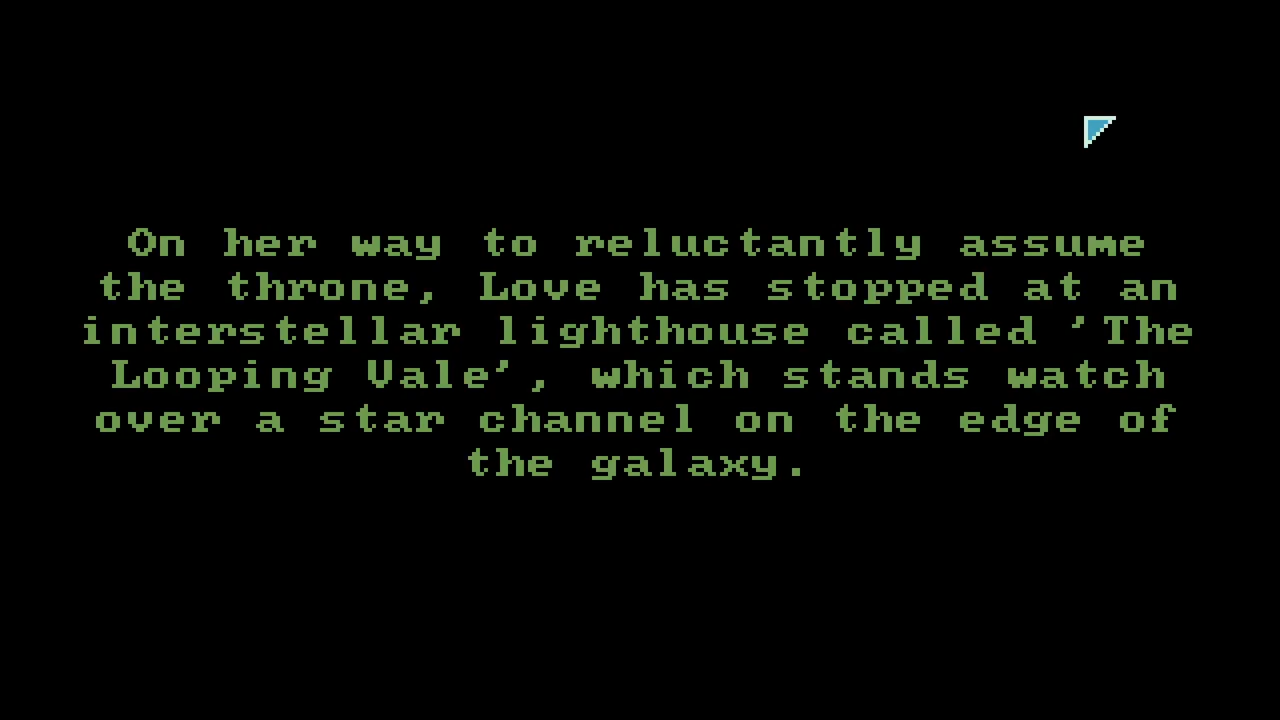 On her way to reluctantly assume
the throne, Love has stopped at an
interstellar lighthouse called 'The
Looping Vale', which stands watch
over a star channel on the edge of
the galaxy.